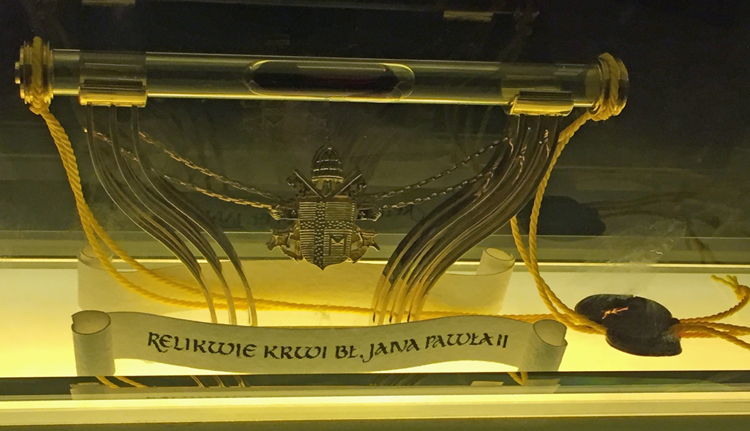 RELIKWIE KRWI BŁ. JANA PAWŁA II